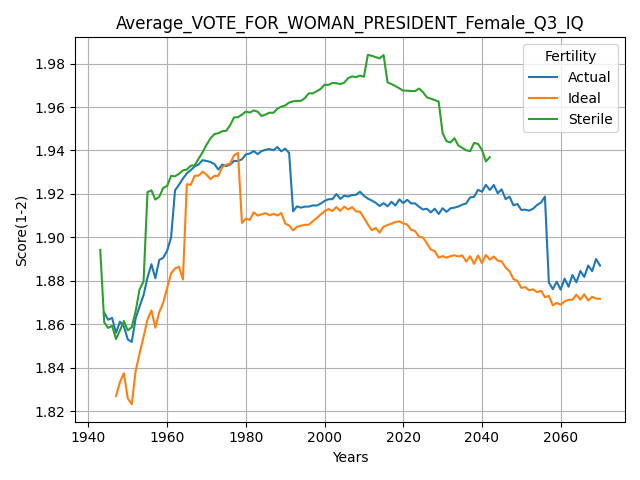 Average_VOTE_FOR_WOMAN_PRESIDENT_Female_Q3_IQ
Fertility
Actual
Ideal
Sterile
Score(1-2)
1.98
1.96
1.94
1.92
1.90
1.88
1.86
1.84
1.82
1940 1960 1980 2000 2020 2040 2060
Years